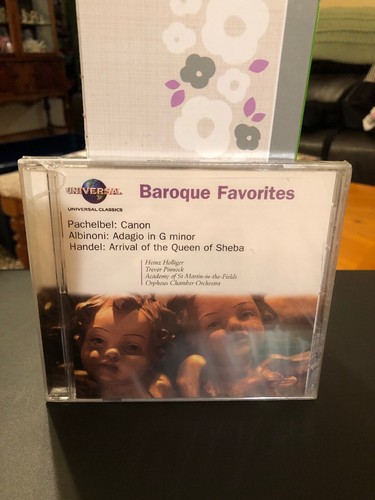 UNIVERSAL
UNIVERSAL CLASSICS
Baroque Favorites
Pachelbel: Canon
Albinoni: Adagio in G minor
Handel: Arrival of the Queen of Sheba
Heinz Holliger
Trevor Pinnock
Academy of St Martin-in-the-Fields
Orpheus Chamber Orchestra